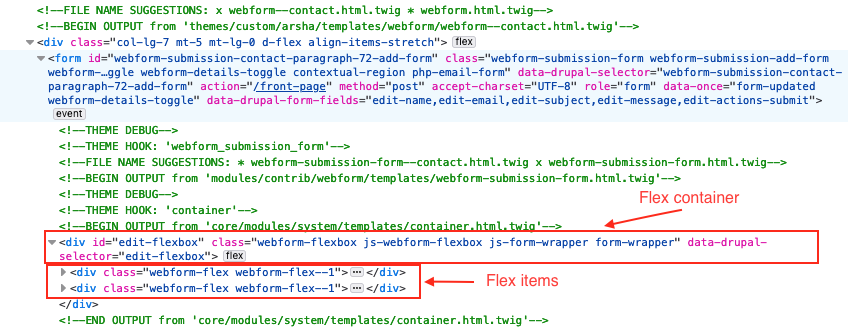 <!--FILE NAME SUGGESTIONS: x webform--contact.html.twig * webform.html.twig-->
<!--BEGIN OUTPUT from 'themes/custom/arsha/templates/webform/webform--contact.html.twig'-->
<div class="col-lg-7 mt-5 mt-lg-0 d-flex align-items-stretch"> flex
<form id="webform-submission-contact-paragraph-72-add-form" class="webform-submission-form webform-submission-add-form
webform-…ggle webform-details-toggle contextual-region php-email-form" data-drupal-selector="webform-submission-contact-
paragraph-72-add-form" action="/front-page" method="post" accept-charset="UTF-8" role="form" data-once="form-updated
webform-details-toggle" data-drupal-form-fields="edit-name,edit-email,edit-subject,edit-message,edit-actions-submit">
event
<!--THEME DEBUG-->
<!--THEME HOOK: 'webform_submission_form'-->
<!--FILE NAME SUGGESTIONS: * webform-submission-form--contact.html.twig x webform-submission-form.html.twig-->
<!--BEGIN OUTPUT from 'modules/contrib/webform/templates/webform-submission-form.html.twig'-->
<!--THEME DEBUG-->
Flex container
<!--THEME HOOK: 'container'-->
<!--BEGIN OUTPUT from 'core/modules/system/templates/container.html.twig'-->
<div id="edit-flexbox" class="webform-flexbox js-webform-flexbox js-form-wrapper form-wrapper" data-drupal-
selector="edit-flexbox"> flex
<div class="webform-flex webform-flex--1"> ⋯ </div>
Flex items
<div class="webform-flex webform-flex--1"> ⋯ </div>
</div>
<!--END OUTPUT from 'core/modules/system/templates/container.html.twig'-->